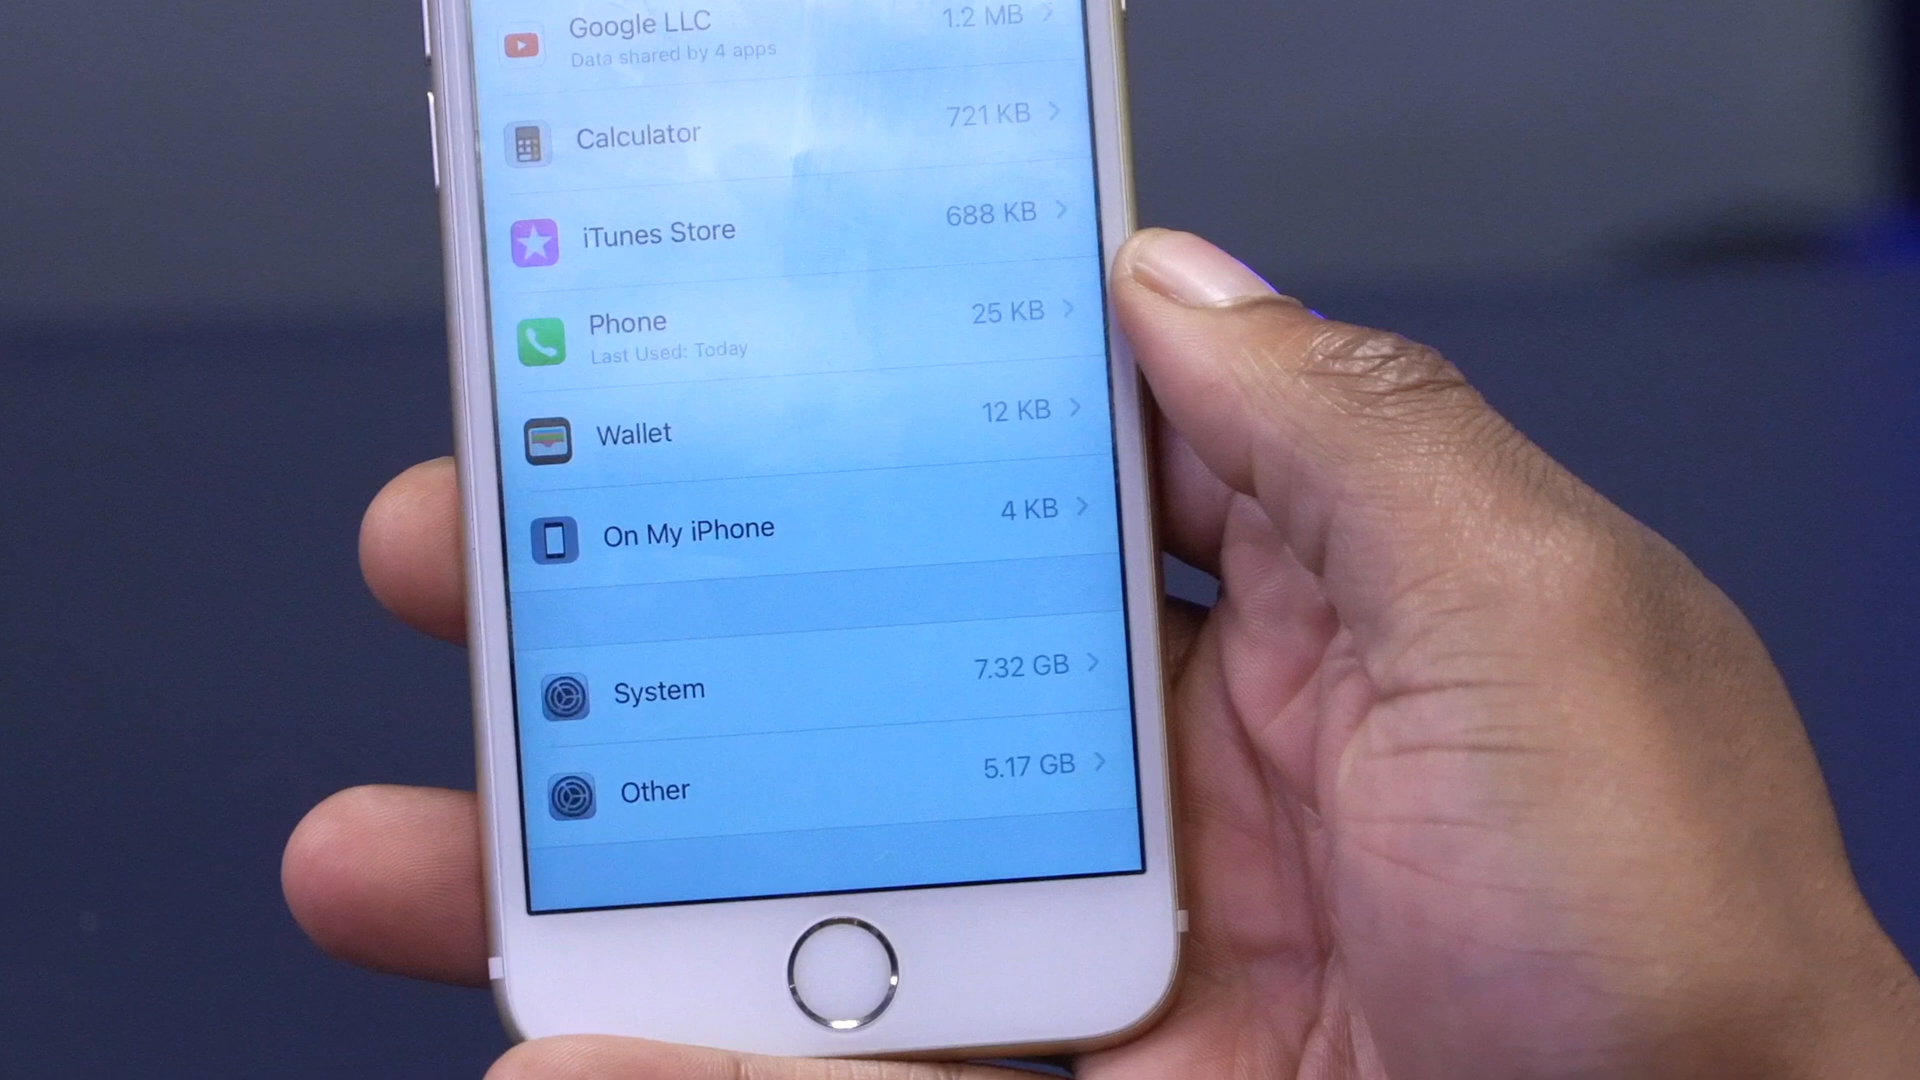 Google LLC 1.2 MB
Data shared by 4 apps
Calculator 721 KB
iTunes Store 688 KB
Phone 25 KB
Last Used: Today
Wallet 12 KB
On My iPhone 4 KB
System 7.32 GB
Other 5.17 GB